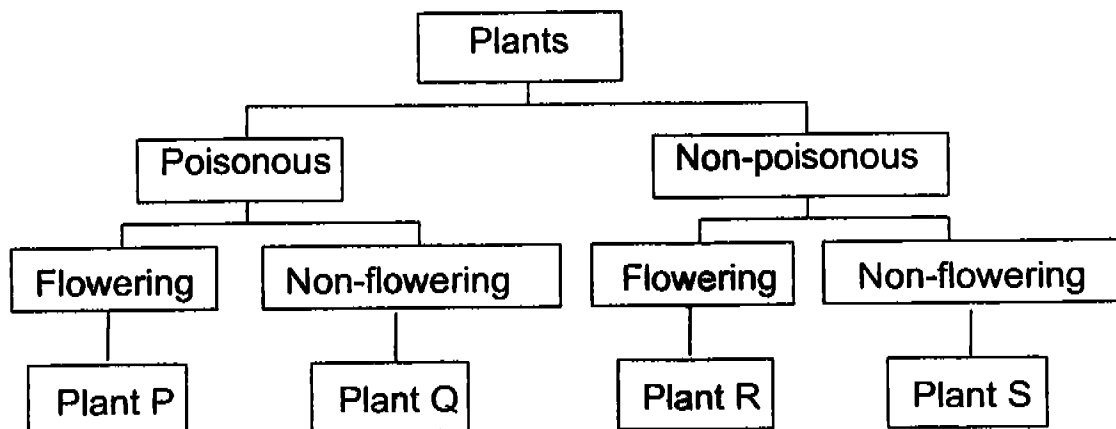 Plants
Poisonous
Non-poisonous
Flowering
Non-flowering
Flowering
Non-flowering
Plant P
Plant Q
Plant R
Plant S